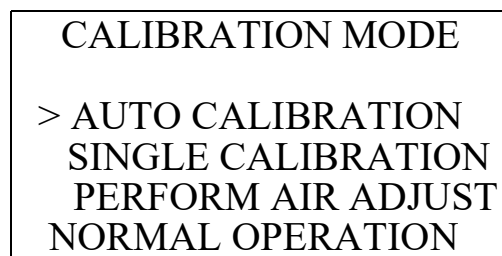 CALIBRATION MODE
> AUTO CALIBRATION
SINGLE CALIBRATION
PERFORM AIR ADJUST
NORMAL OPERATION